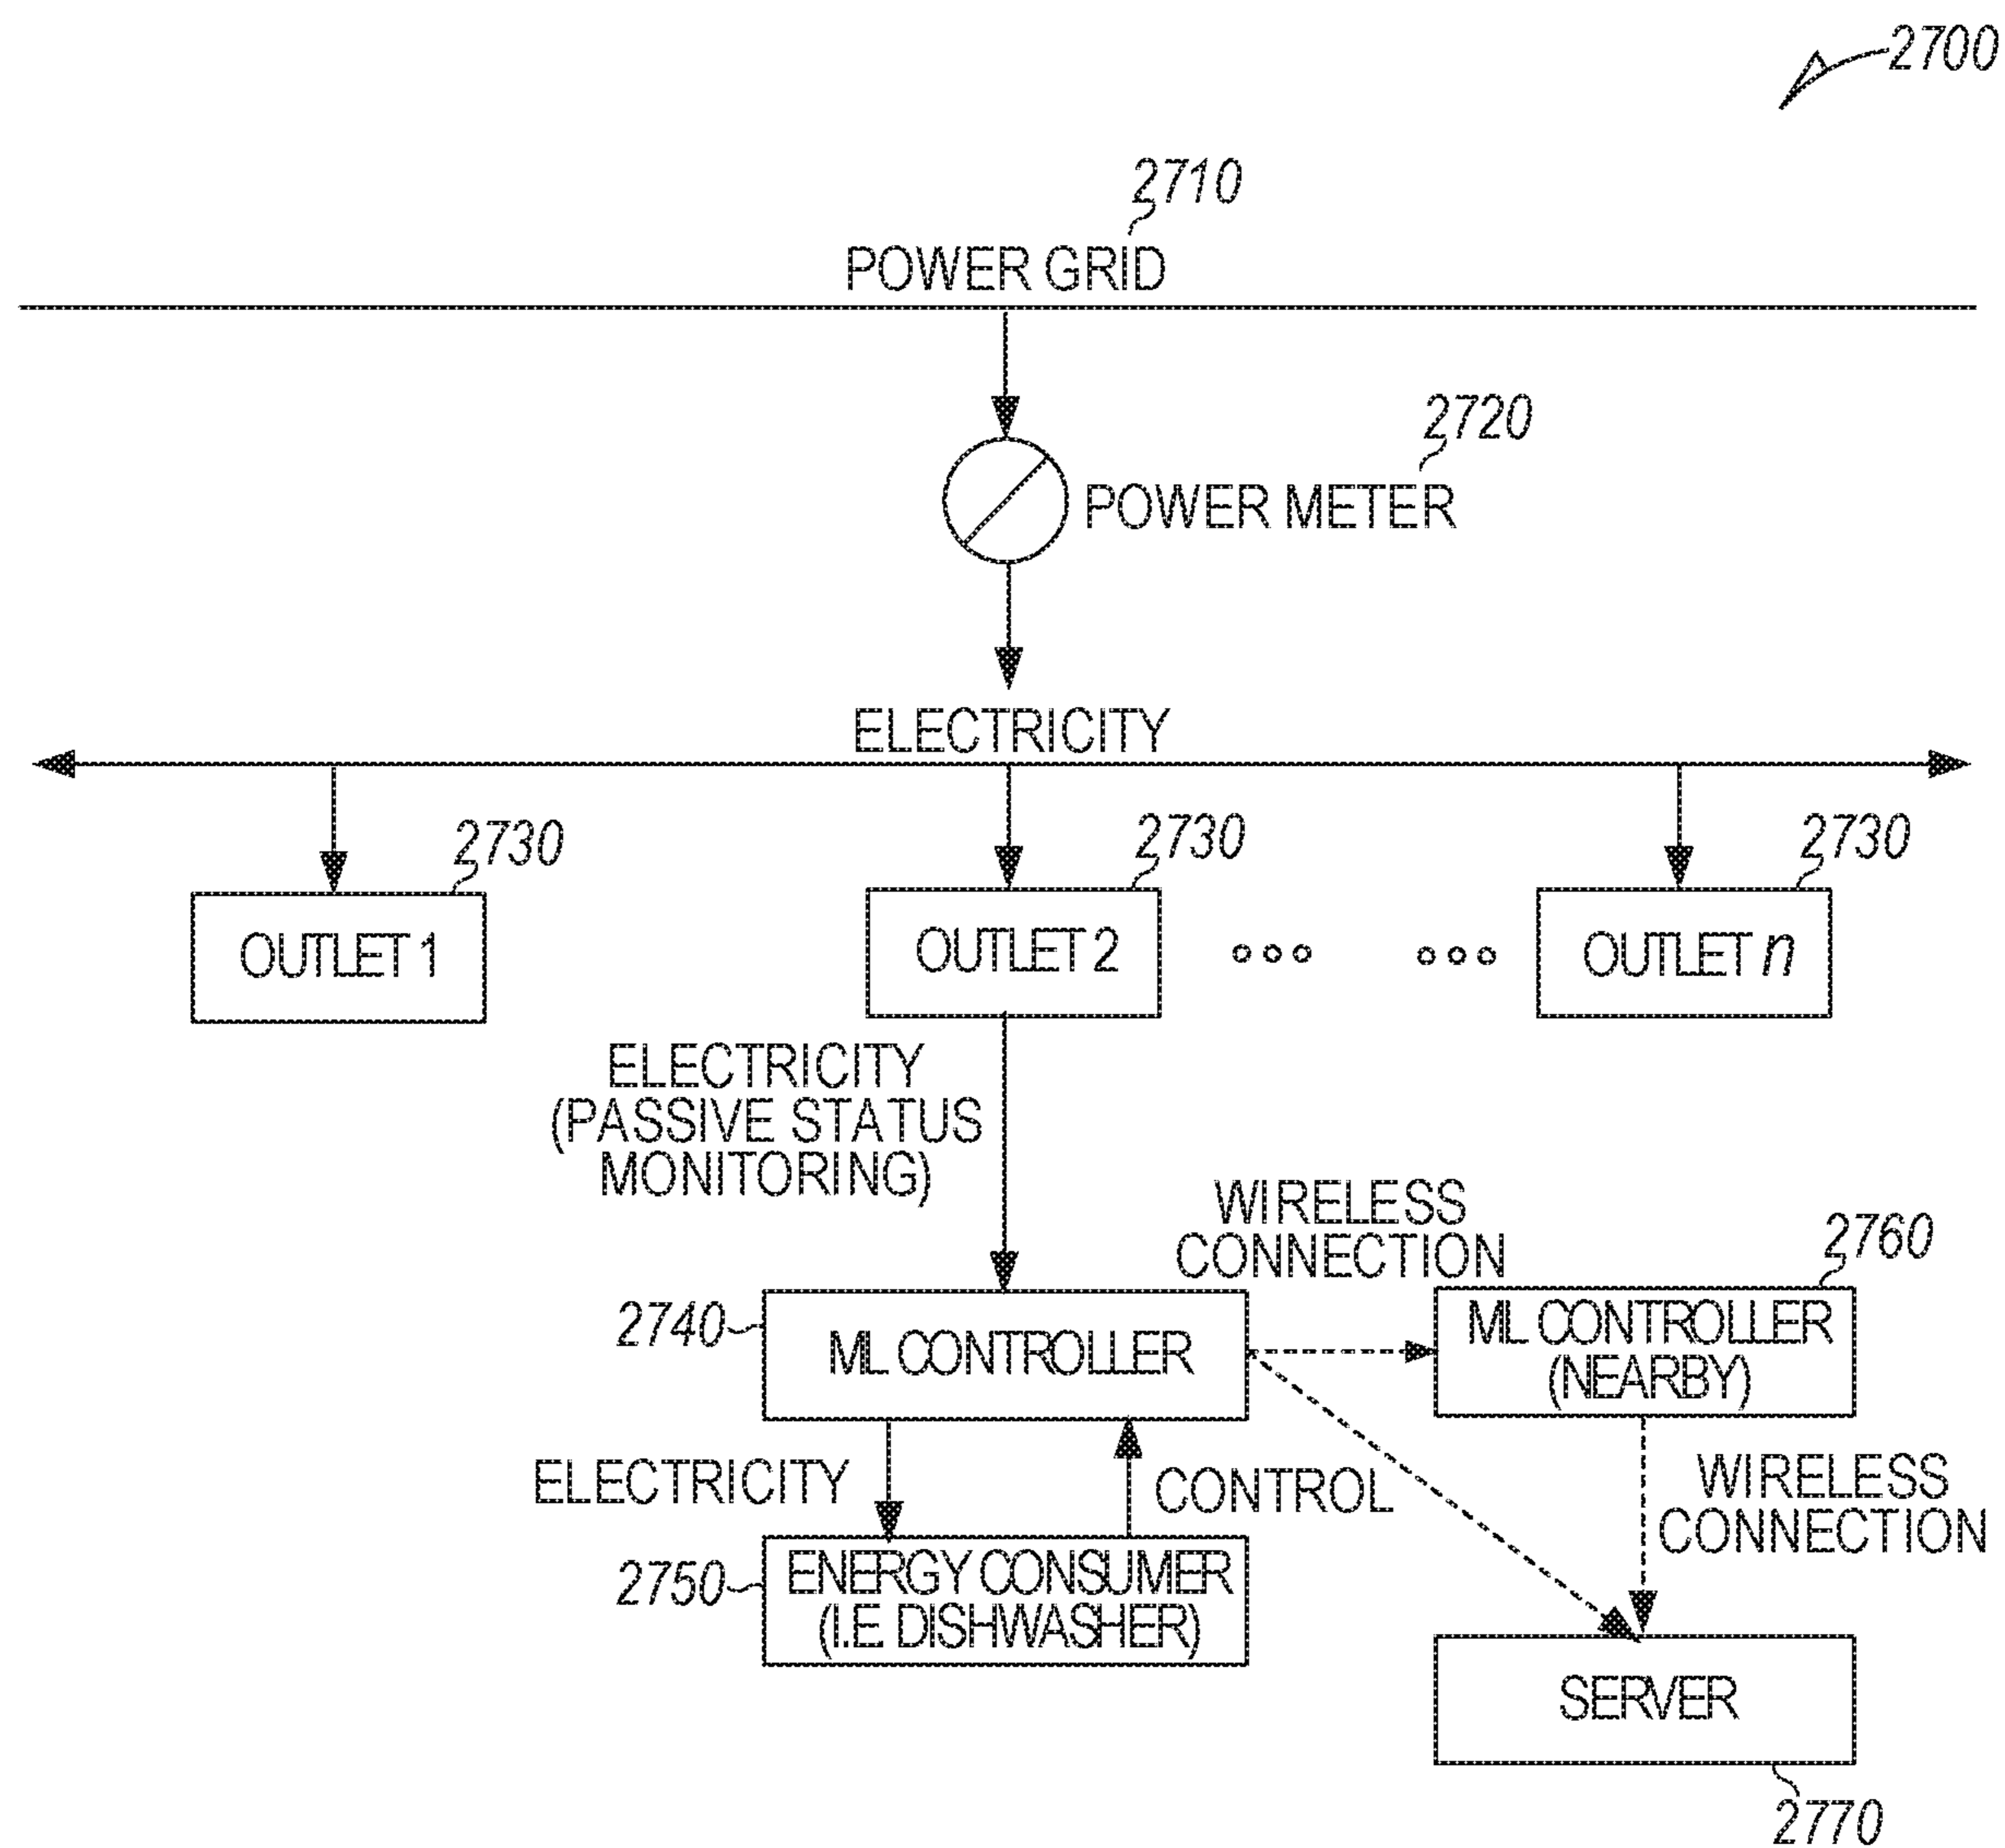 2700
2710
POWER GRID
2720
POWER METER
ELECTRICITY
2730
2730
2730
OUTLET 1
OUTLET 2
OUTLET n
ELECTRICITY
(PASSIVE STATUS
MONITORING)
WIRELESS
CONNECTION
2760
2740
ML CONTROLLER
ML CONTROLLER
(NEARBY)
ELECTRICITY
CONTROL
WIRELESS
CONNECTION
2750
ENERGY CONSUMER
(I.E. DISHWASHER)
SERVER
2770